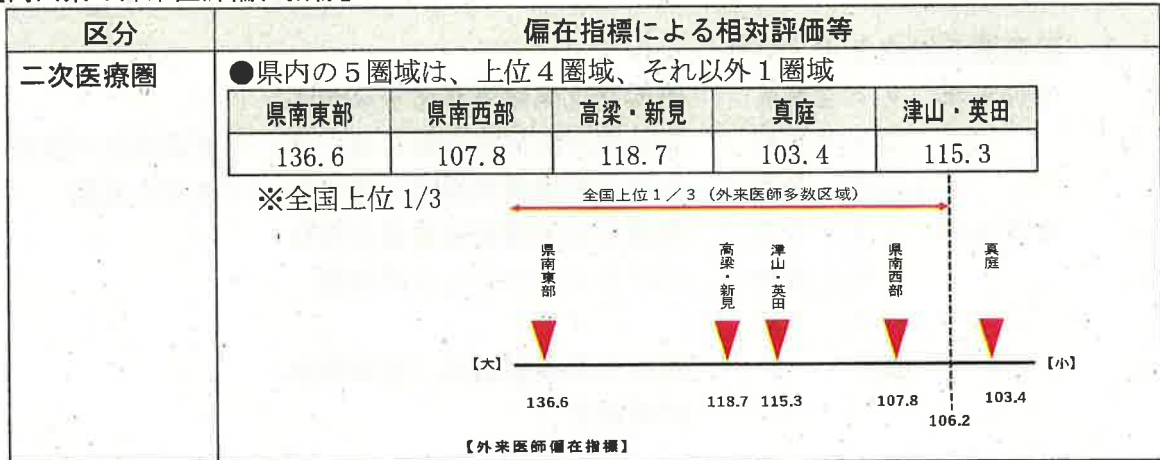 区分 偏在指標による相対評価等
二次医療圏
●県内の5圏域は、上位4圏域、それ以外1圏域
県南東部 県南西部 高梁・新見 真庭 津山・英田
136.6 107.8 118.7 103.4 115.3
※全国上位1/3
全国上位1/3(外来医師多数区域)
県南東部 高梁・新見 津山・英田 県南西部 真庭
【大】 【小】
136.6 118.7 115.3 107.8 103.4
106.2
【外来医師偏在指標】